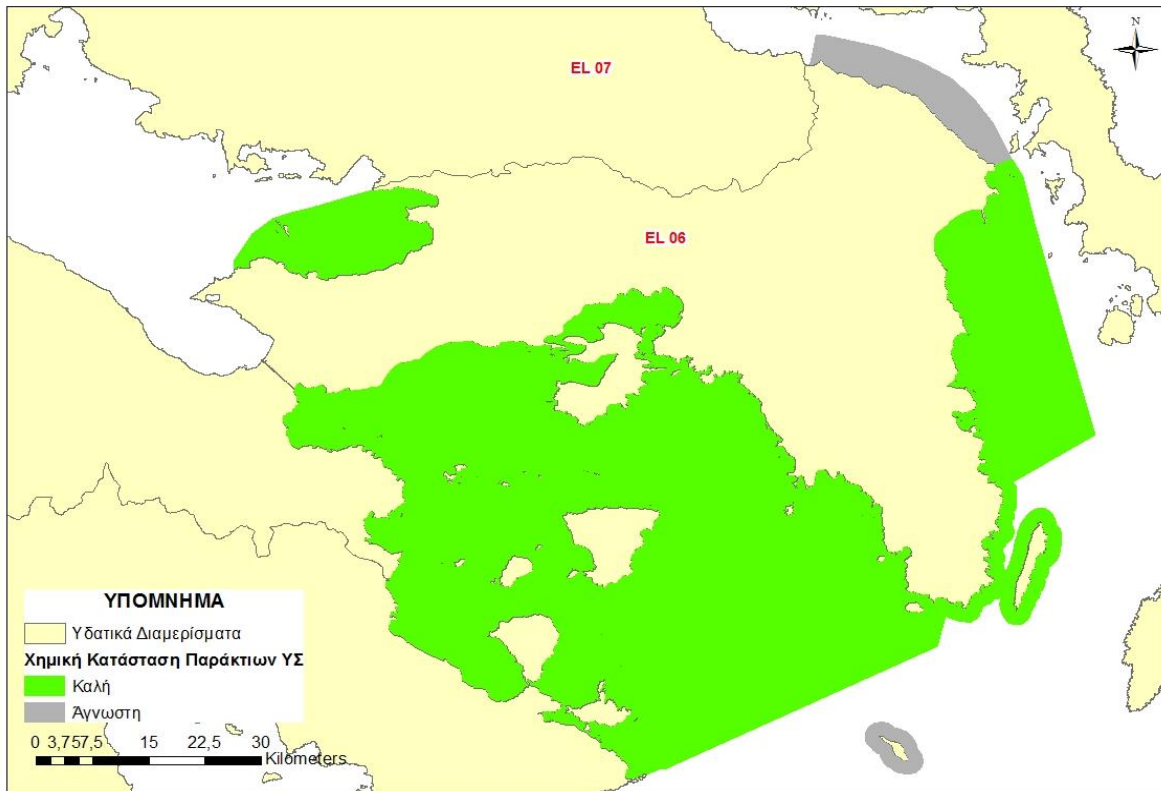 N
EL 07
EL 06
ΥΠΟΜΝΗΜΑ
Υδατικά Διαμερίσματα
Χημική Κατάσταση Παράκτιων ΥΣ
Καλή
Άγνωστη
0 3,757,5 15 22,5 30
Kilometers